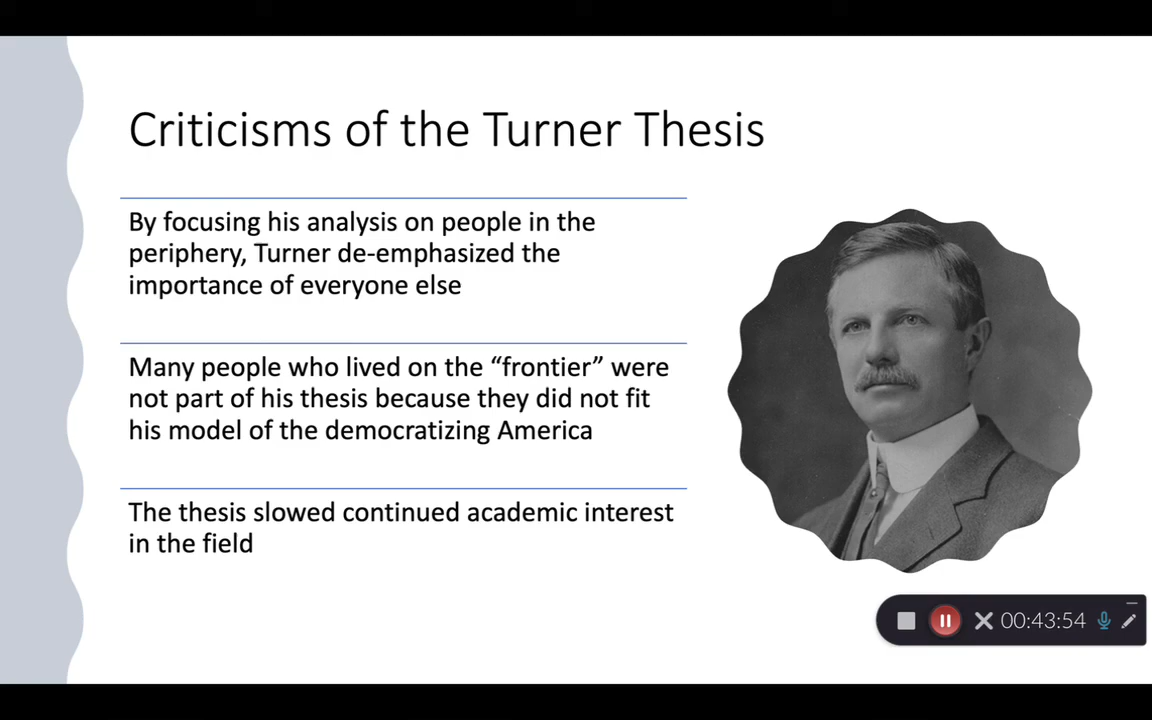 Criticisms of the Turner Thesis
By focusing his analysis on people in the
periphery, Turner de-emphasized the
importance of everyone else
Many people who lived on the “frontier” were
not part of his thesis because they did not fit
his model of the democratizing America
The thesis slowed continued academic interest
in the field
00:43:54